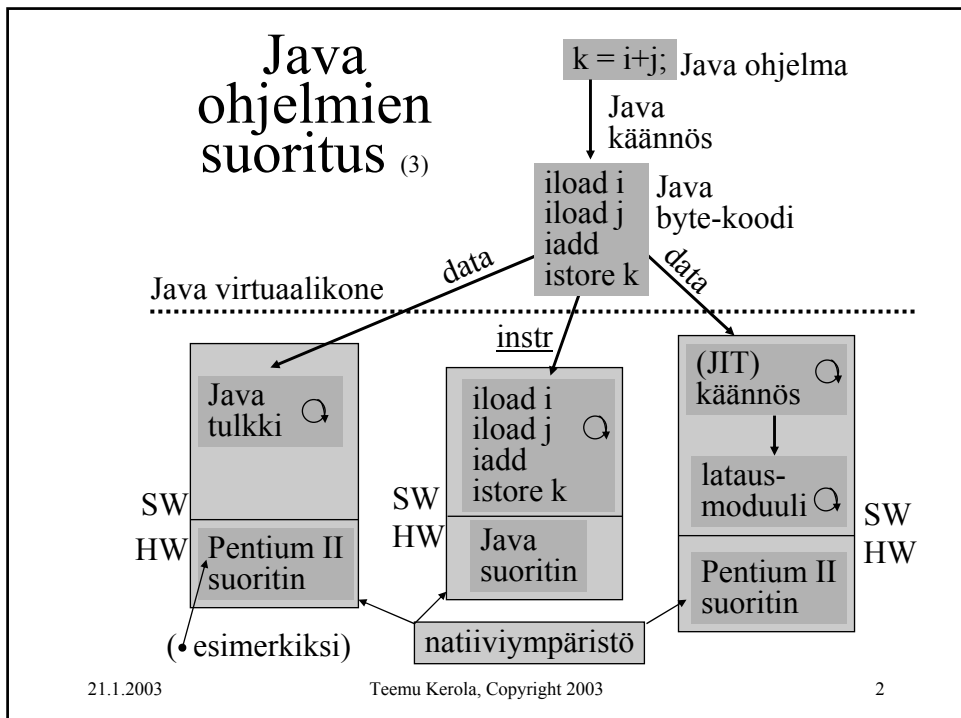 Java
ohjelmien
suoritus (3)
k = i+j;
Java ohjelma
Java
käännös
iload i
iload j
iadd
istore k
Java
byte-koodi
data
data
Java virtuaalikone
instr
Java
tulkki
SW
HW
Pentium II
suoritin
(• esimerkiksi)
iload i
iload j
iadd
istore k
SW
HW
Java
suoritin
(JIT)
käännös
lataus-
moduuli
SW
HW
Pentium II
suoritin
natiiviympäristö
21.1.2003
Teemu Kerola, Copyright 2003
2